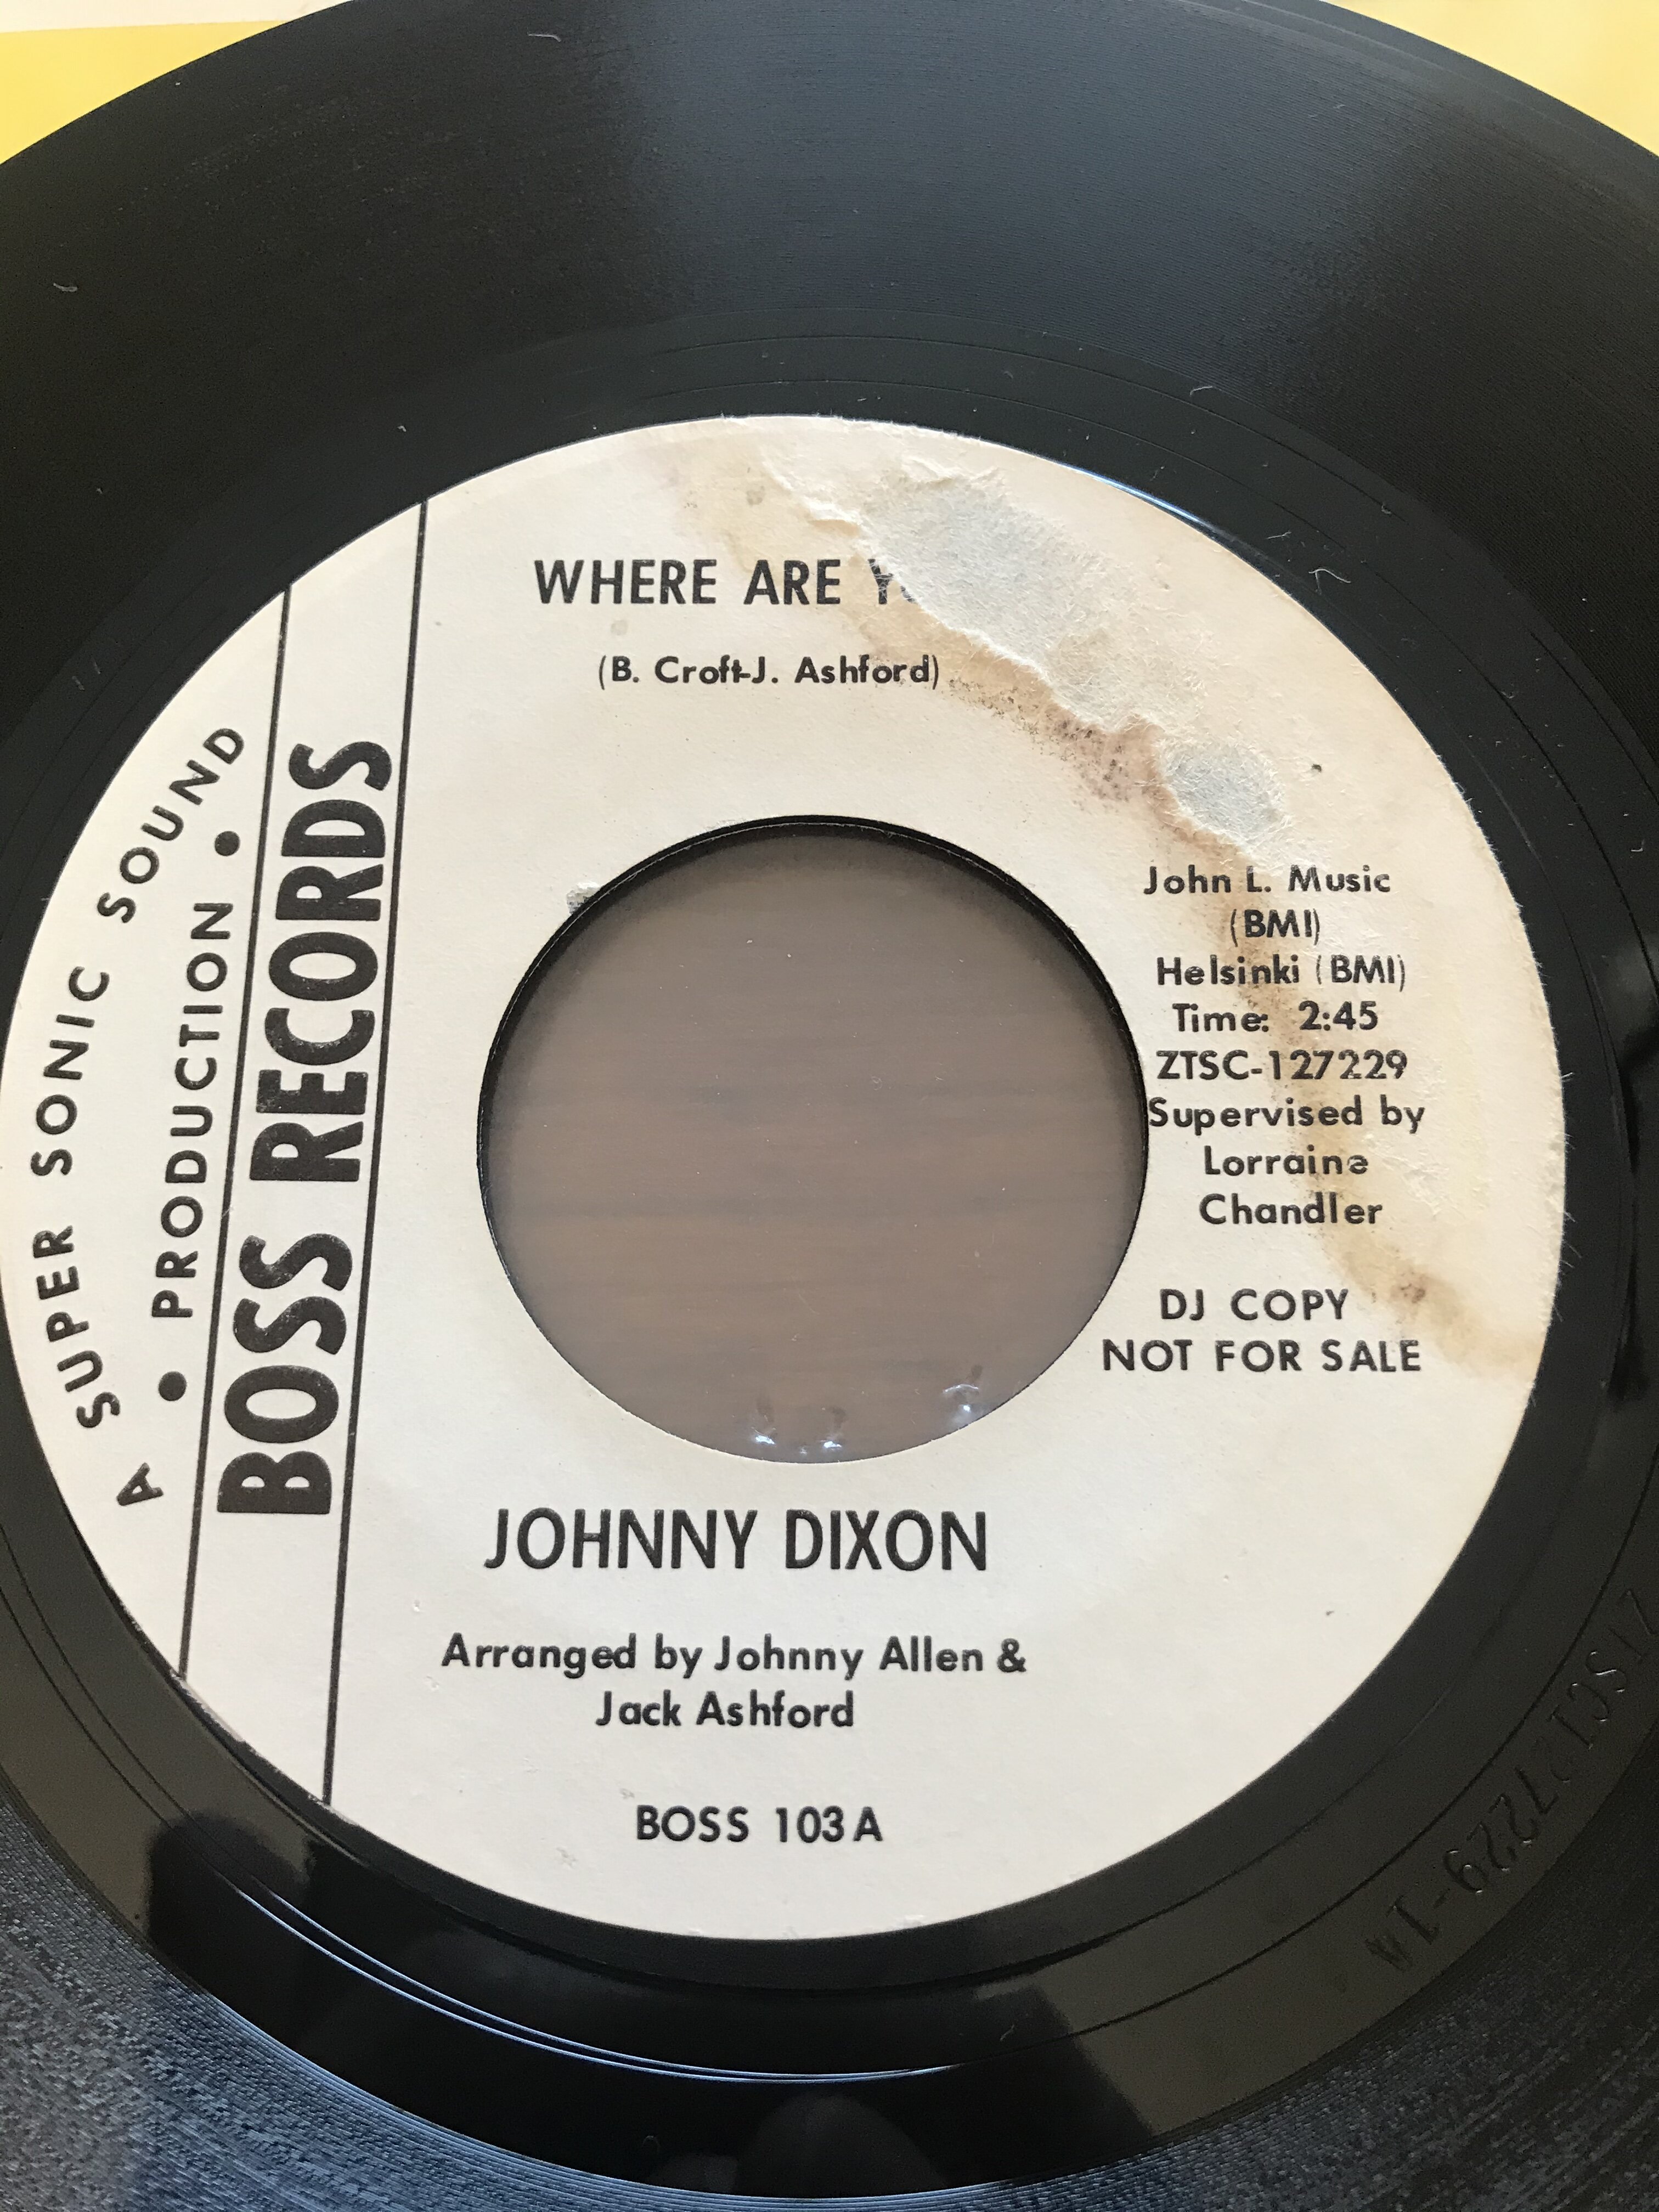 WHERE ARE
(B. Croft-J. Ashford)
A SUPER SONIC SOUND
• PRODUCTION •
BOSS RECORDS
John L. Music
(BMI)
Helsinki (BMI)
Time: 2:45
ZTSC-127229
Supervised by
Lorraine
Chandler
DJ COPY
NOT FOR SALE
JOHNNY DIXON
Arranged by Johnny Allen &
Jack Ashford
BOSS 103A
ZTSC127229-1A